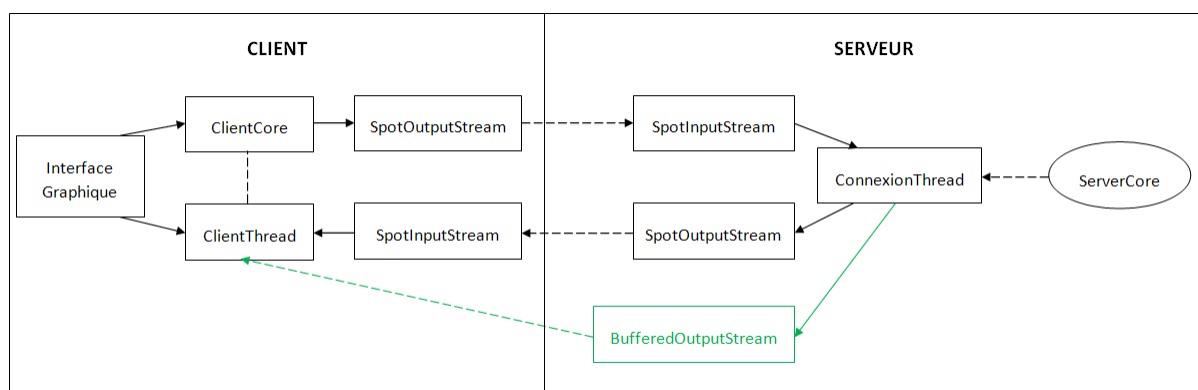 CLIENT
SERVEUR
ClientCore
SpotOutputStream
SpotInputStream
Interface
Graphique
ConnexionThread
ServerCore
ClientThread
SpotInputStream
SpotOutputStream
BufferedOutputStream